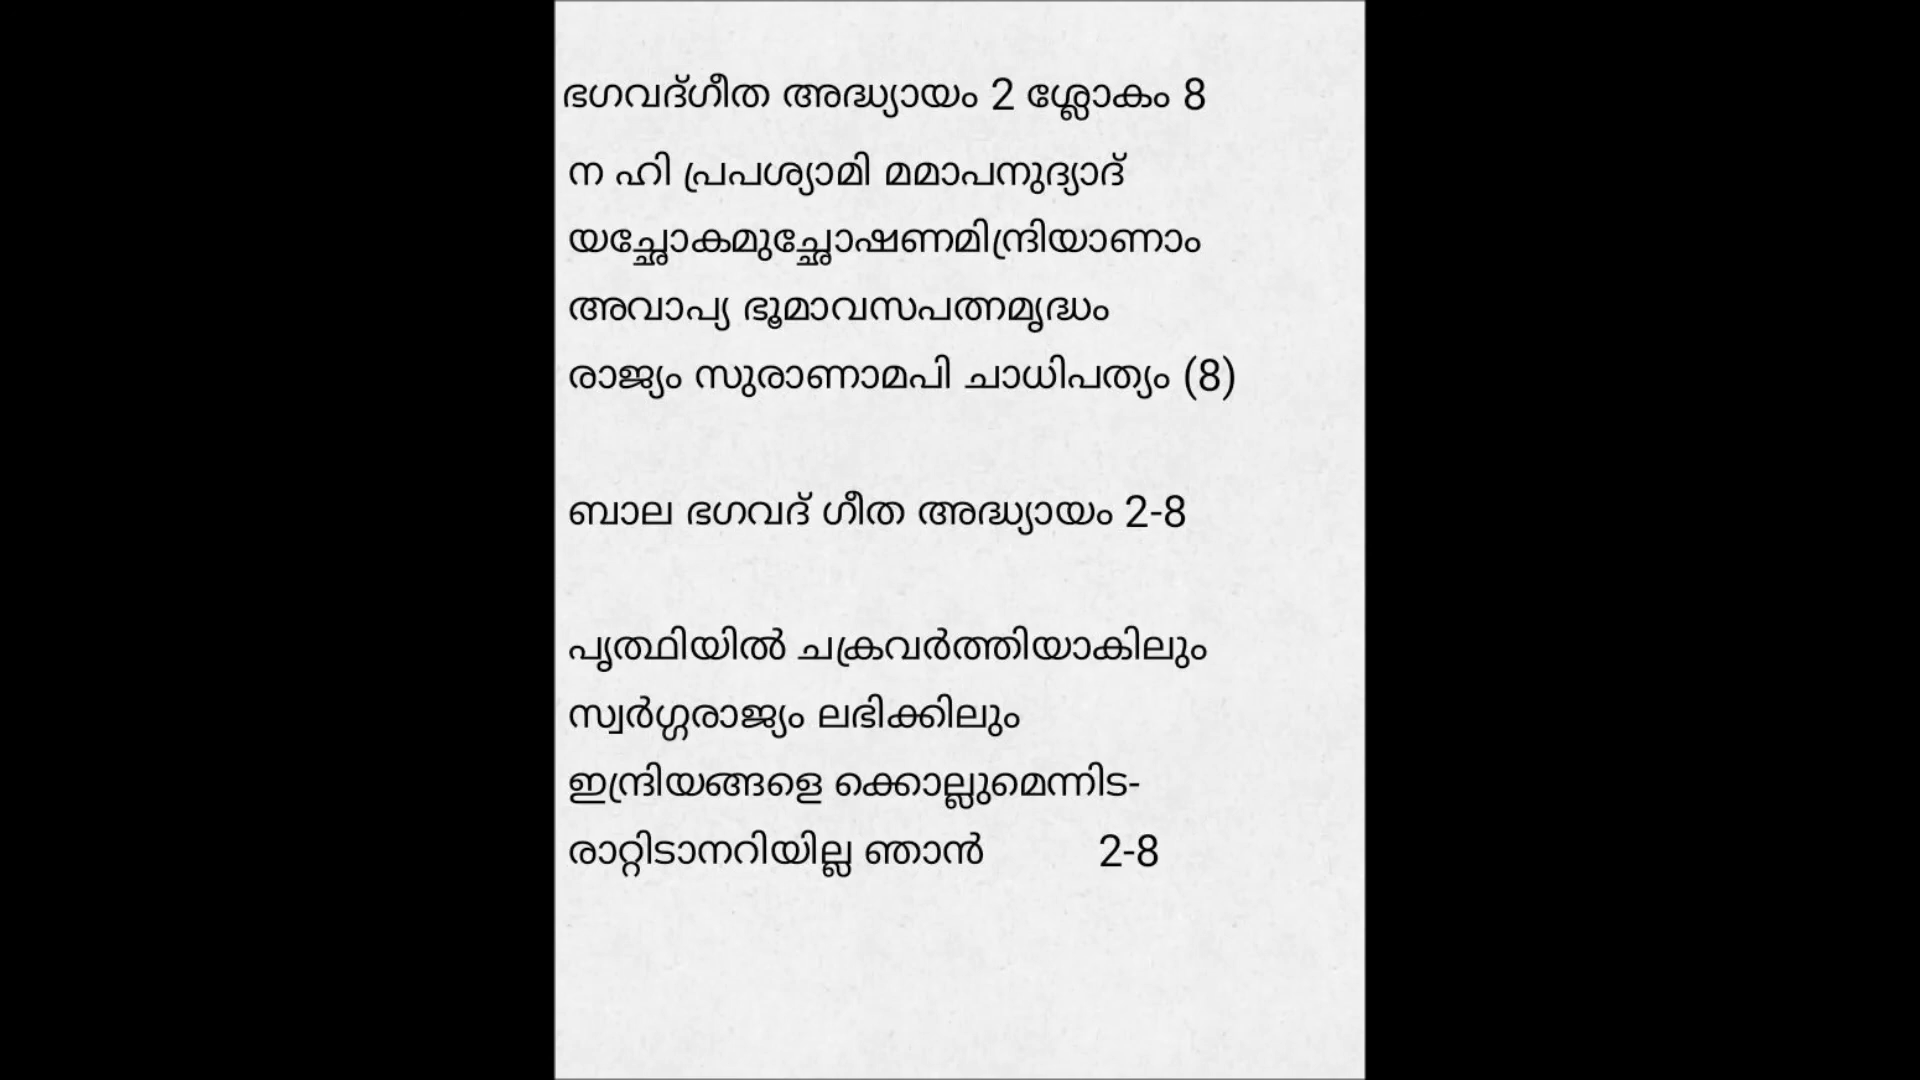 ഭഗവദ്ഗീത അദ്ധ്യായം 2 ശ്ലോകം 8
ന ഹി പ്രപശ്യാമി മമാപനുദ്യാദ്
യച്ഛോകമുച്ഛോഷണമിന്ദ്രിയാണാം
അവാപ്യ ഭൂമാവസപത്നമൃദ്ധം
രാജ്യം സുരാണാമപി ചാധിപത്യം (8)
ബാല ഭഗവദ് ഗീത അദ്ധ്യായം 2-8
പൃത്ഥിയിൽ ചക്രവർത്തിയാകിലും
സ്വർഗ്ഗരാജ്യം ലഭിക്കിലും
ഇന്ദ്രിയങ്ങളെ ക്കൊല്ലുമെന്നിട-
രാറ്റിടാനറിയില്ല ഞാൻ 2-8